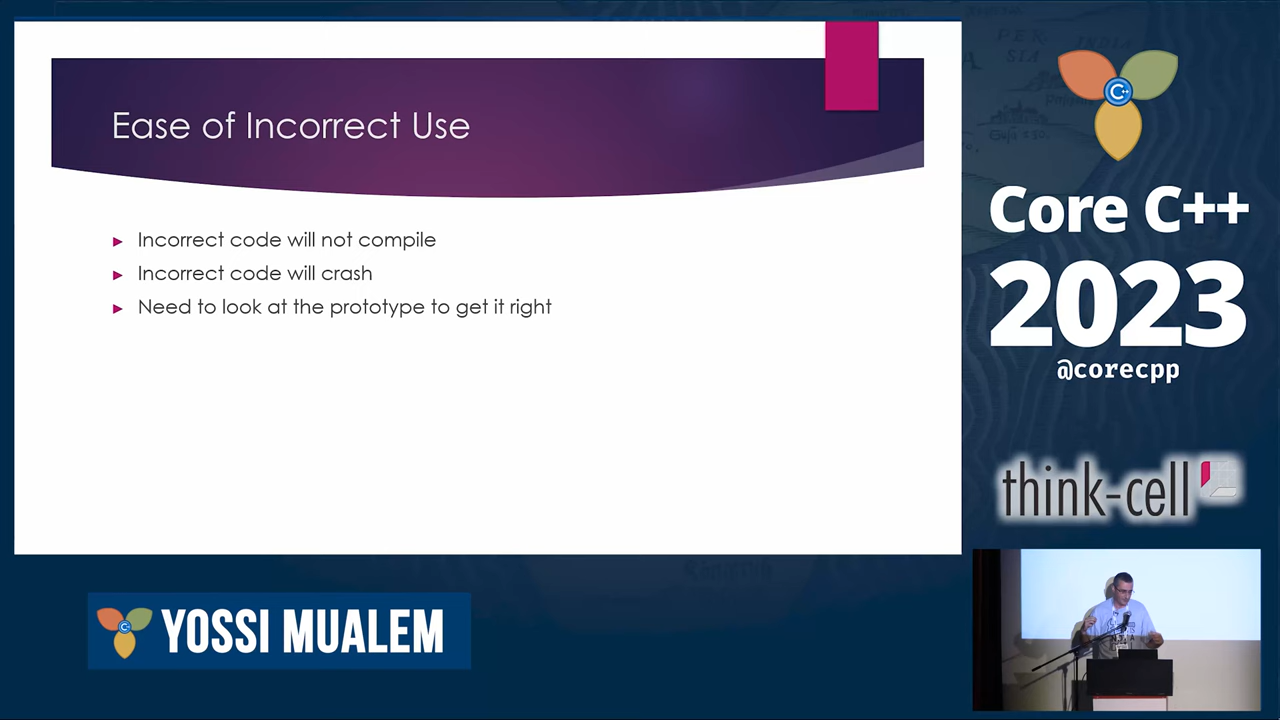 Ease of Incorrect Use
Incorrect code will not compile
Incorrect code will crash
Need to look at the prototype to get it right
C++
Core C++
2023
@corecpp
think-cell
YOSSI MUALEM